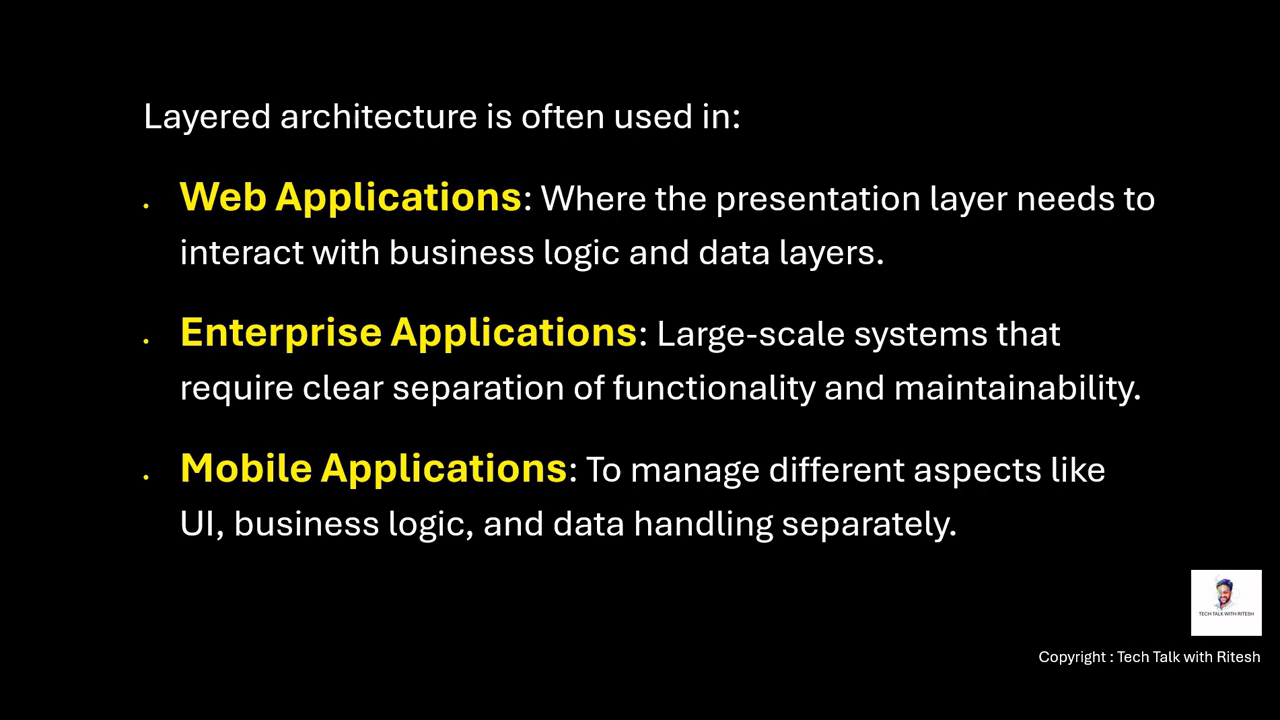 Layered architecture is often used in:
• Web Applications: Where the presentation layer needs to
interact with business logic and data layers.
• Enterprise Applications: Large-scale systems that
require clear separation of functionality and maintainability.
• Mobile Applications: To manage different aspects like
UI, business logic, and data handling separately.
TECH TALK WITH RITESH
Copyright : Tech Talk with Ritesh